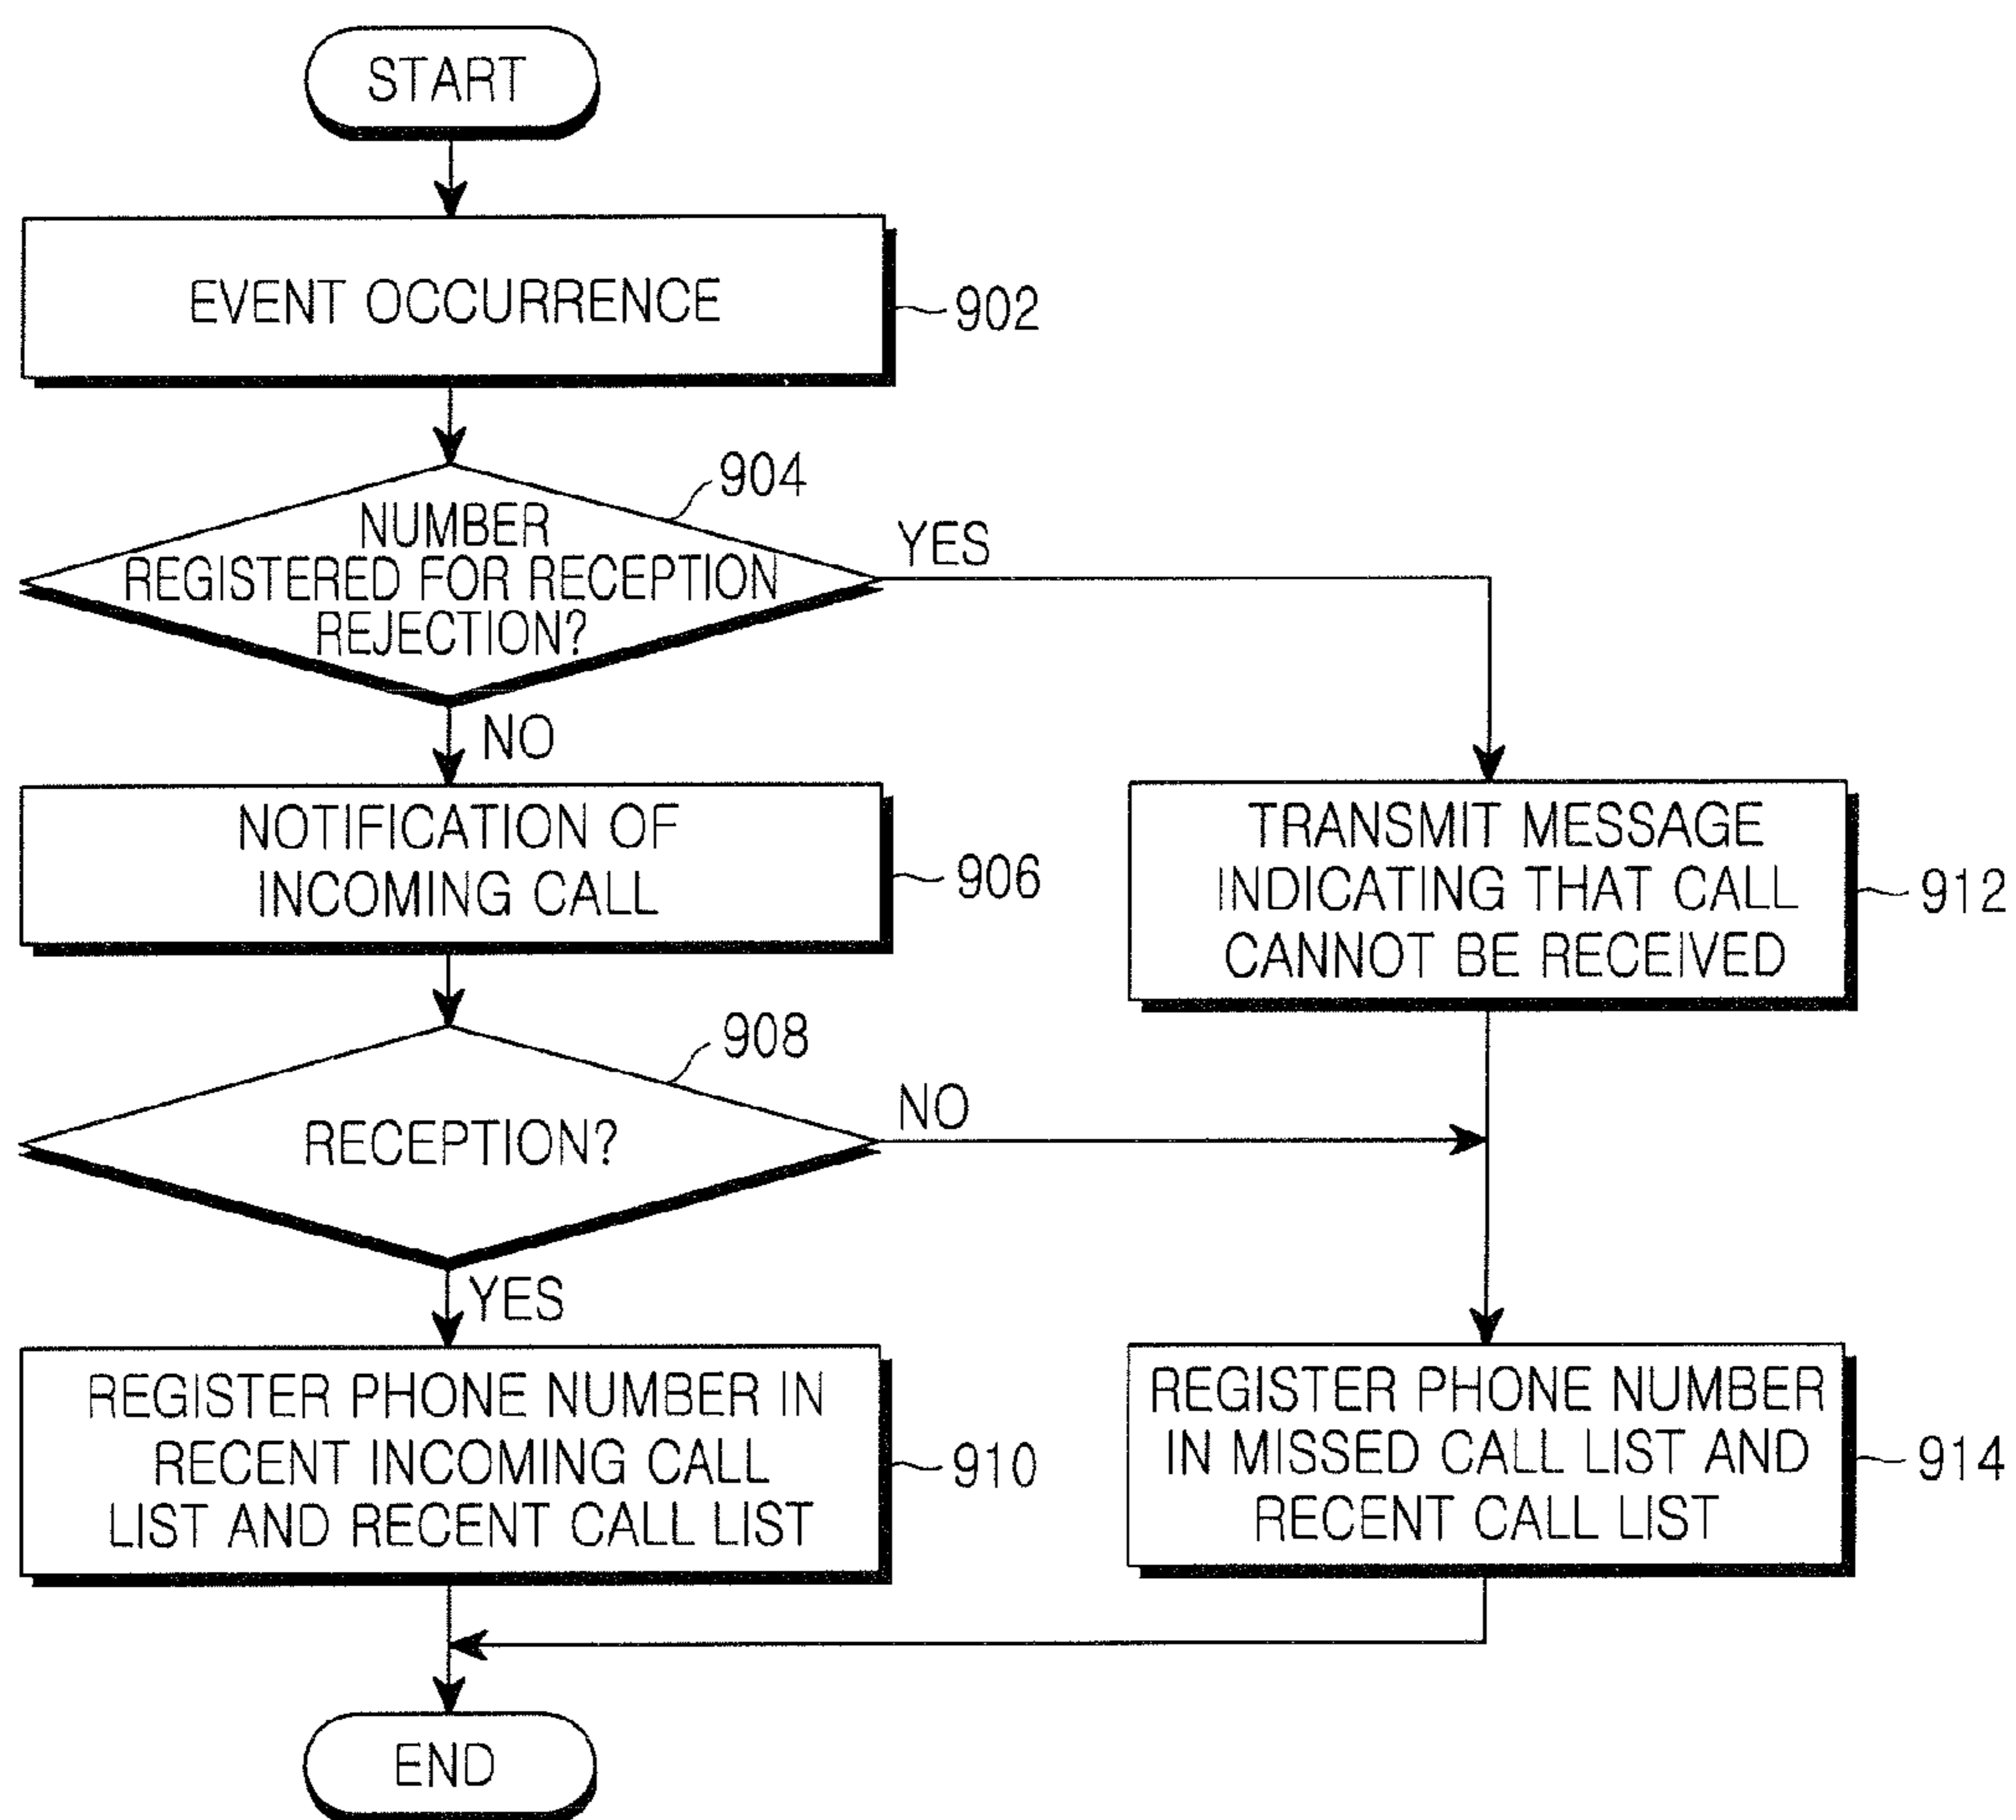 START
EVENT OCCURRENCE
902
904
NUMBER
REGISTERED FOR RECEPTION
REJECTION?
YES
NO
NOTIFICATION OF
INCOMING CALL
906
TRANSMIT MESSAGE
INDICATING THAT CALL
CANNOT BE RECEIVED
912
908
RECEPTION?
NO
YES
REGISTER PHONE NUMBER IN
RECENT INCOMING CALL
LIST AND RECENT CALL LIST
910
REGISTER PHONE NUMBER
IN MISSED CALL LIST AND
RECENT CALL LIST
914
END